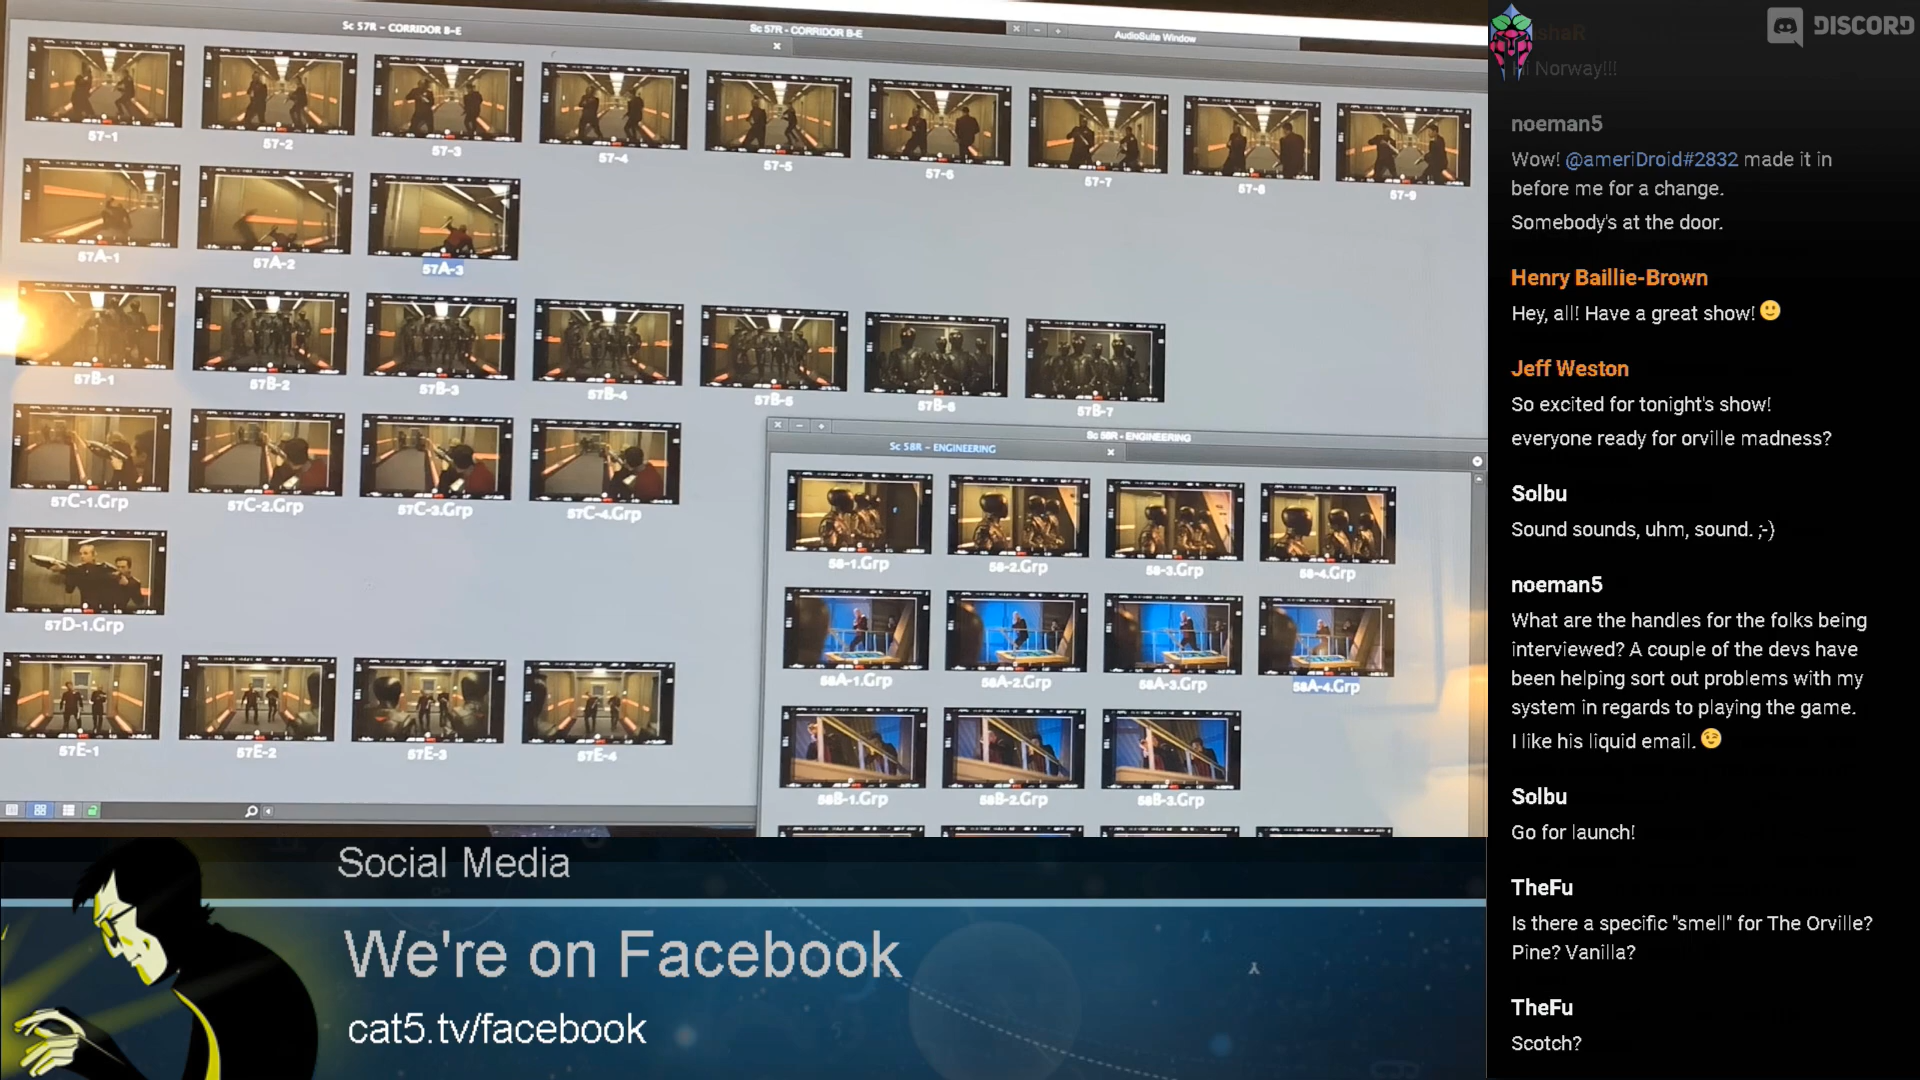 Sc 57R - CORRIDOR B-E
Sc 57R - CORRIDOR B-E
AudioSuite Window
57-1
57-2
57-3
57-4
57-5
57-6
57-7
57-8
57-9
57A-1
57A-2
57A-3
57B-1
57B-2
57B-3
57B-4
57B-5
57B-6
57B-7
57C-1.Grp
57C-2.Grp
57C-3.Grp
57C-4.Grp
57D-1.Grp
57E-1
57E-2
57E-3
57E-4
Sc 58R - ENGINEERING
Sc 58R - ENGINEERING
58-1.Grp
58-2.Grp
58-3.Grp
58-4.Grp
58A-1.Grp
58A-2.Grp
58A-3.Grp
58A-4.Grp
58B-1.Grp
58B-2.Grp
58B-3.Grp
Social Media
We're on Facebook
cat5.tv/facebook
DISCORD
Hi Norway!!!
noeman5
Wow! @ameriDroid#2832 made it in
before me for a change.
Somebody's at the door.
Henry Baillie-Brown
Hey, all! Have a great show! 🙂
Jeff Weston
So excited for tonight's show!
everyone ready for orville madness?
Solbu
Sound sounds, uhm, sound. ;-)
noeman5
What are the handles for the folks being
interviewed? A couple of the devs have
been helping sort out problems with my
system in regards to playing the game.
I like his liquid email. 😉
Solbu
Go for launch!
TheFu
Is there a specific "smell" for The Orville?
Pine? Vanilla?
TheFu
Scotch?